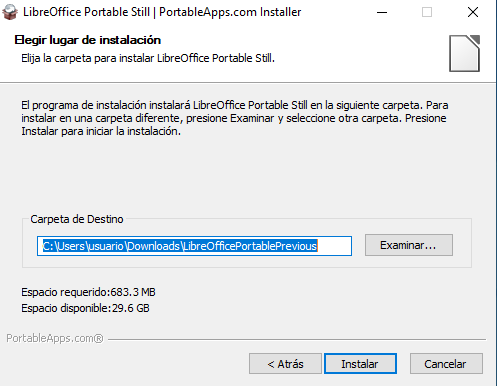 LibreOffice Portable Still | PortableApps.com Installer
Elegir lugar de instalación
Elija la carpeta para instalar LibreOffice Portable Still.
El programa de instalación instalará LibreOffice Portable Still en la siguiente carpeta. Para
instalar en una carpeta diferente, presione Examinar y seleccione otra carpeta. Presione
Instalar para iniciar la instalación.
Carpeta de Destino
C:\Users\usuario\Downloads\LibreOfficePortablePrevious
Examinar...
Espacio requerido:683.3 MB
Espacio disponible:29.6 GB
PortableApps.com®
< Atrás
Instalar
Cancelar